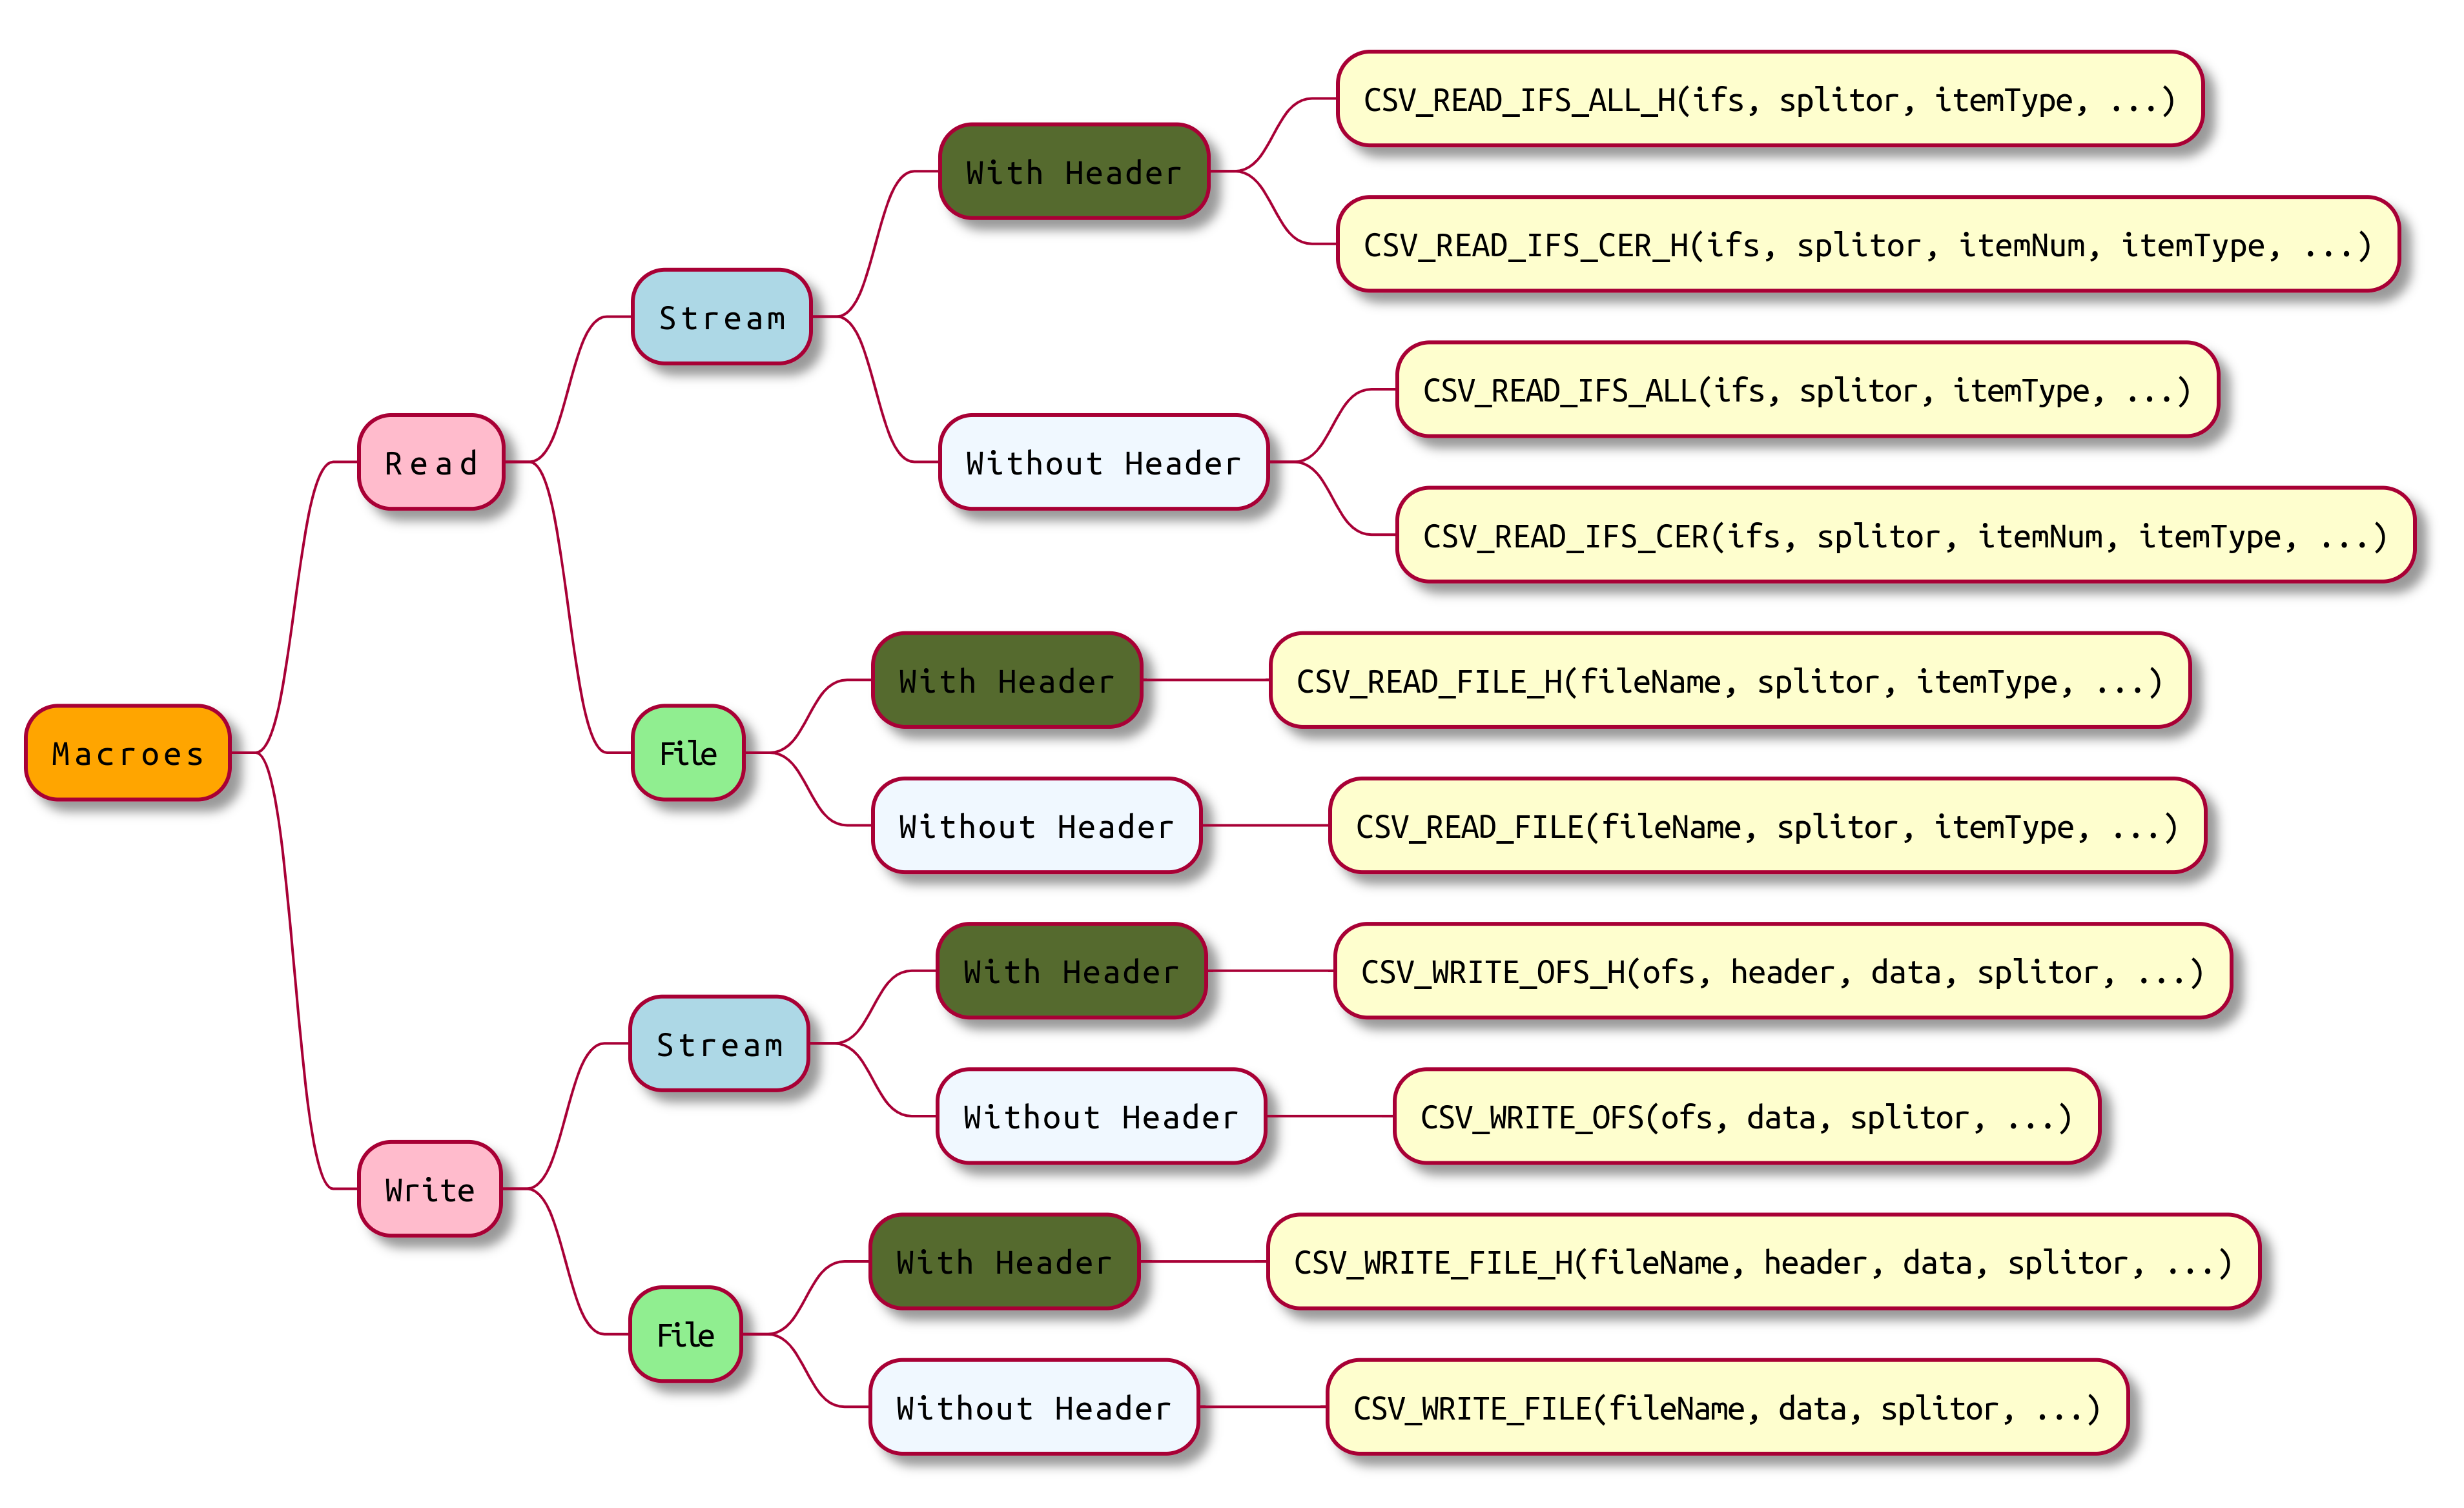 Macroes
Read
Stream
With Header
CSV_READ_IFS_ALL_H(ifs, splitor, itemType, ...)
CSV_READ_IFS_CER_H(ifs, splitor, itemNum, itemType, ...)
Without Header
CSV_READ_IFS_ALL(ifs, splitor, itemType, ...)
CSV_READ_IFS_CER(ifs, splitor, itemNum, itemType, ...)
File
With Header
CSV_READ_FILE_H(fileName, splitor, itemType, ...)
Without Header
CSV_READ_FILE(fileName, splitor, itemType, ...)
Write
Stream
With Header
CSV_WRITE_OFS_H(ofs, header, data, splitor, ...)
Without Header
CSV_WRITE_OFS(ofs, data, splitor, ...)
File
With Header
CSV_WRITE_FILE_H(fileName, header, data, splitor, ...)
Without Header
CSV_WRITE_FILE(fileName, data, splitor, ...)